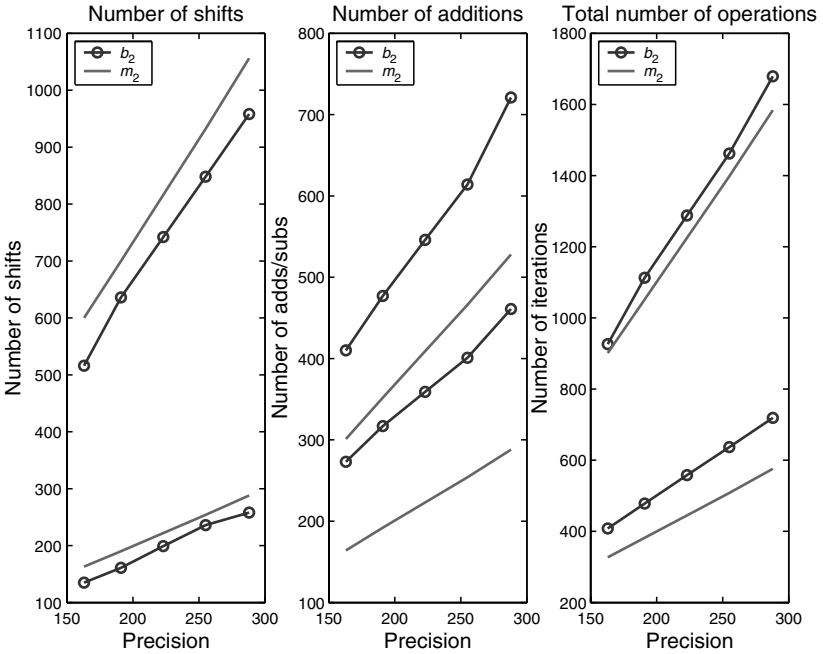 Number of shifts
b2
m2
1100
1000
900
800
700
600
500
400
300
200
100
150 200 250 300
Number of shifts
Precision
Number of additions
b2
m2
800
700
600
500
400
300
200
100
150 200 250 300
Number of adds/subs
Precision
Total number of operations
b2
m2
1800
1600
1400
1200
1000
800
600
400
200
150 200 250 300
Number of iterations
Precision